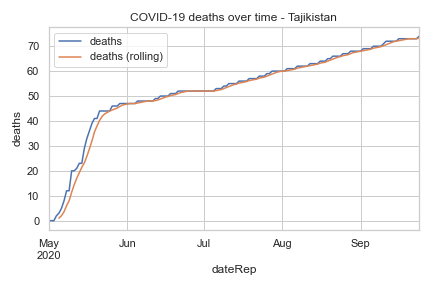 COVID-19 deaths over time - Tajikistan
deaths
deaths (rolling)
deaths
70
60
50
40
30
20
10
0
May Jun Jul Aug Sep
2020
dateRep